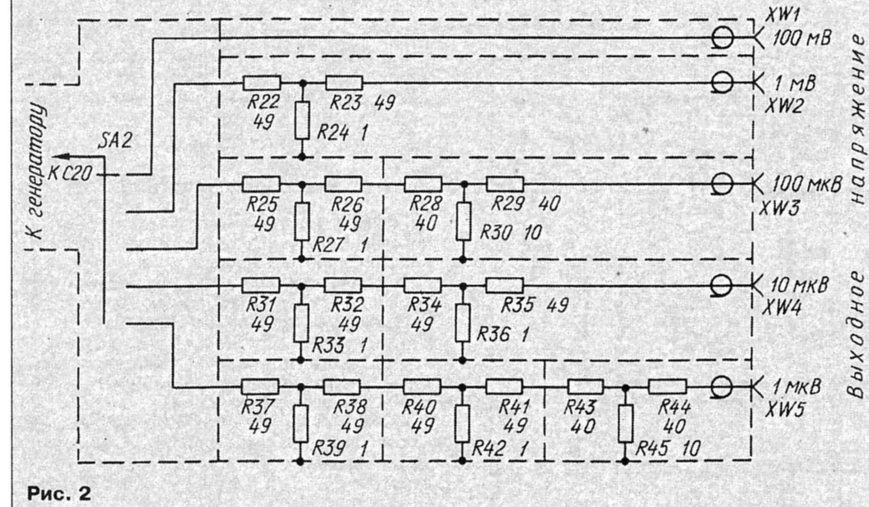 XW1
100 мВ
R22
49
R23 49
1 мВ
XW2
R24 1
SA2
К С20
К генератору
R25
49
R26
49
R28
40
R29 40
100 мкВ
XW3
R27 1
R30 10
R31
49
R32
49
R34
49
R35 49
10 мкВ
XW4
R33 1
R36 1
R37
49
R38
49
R40
49
R41
49
R43
40
R44
40
1 мкВ
XW5
R39 1
R42 1
R45 10
Выходное напряжение
Рис. 2